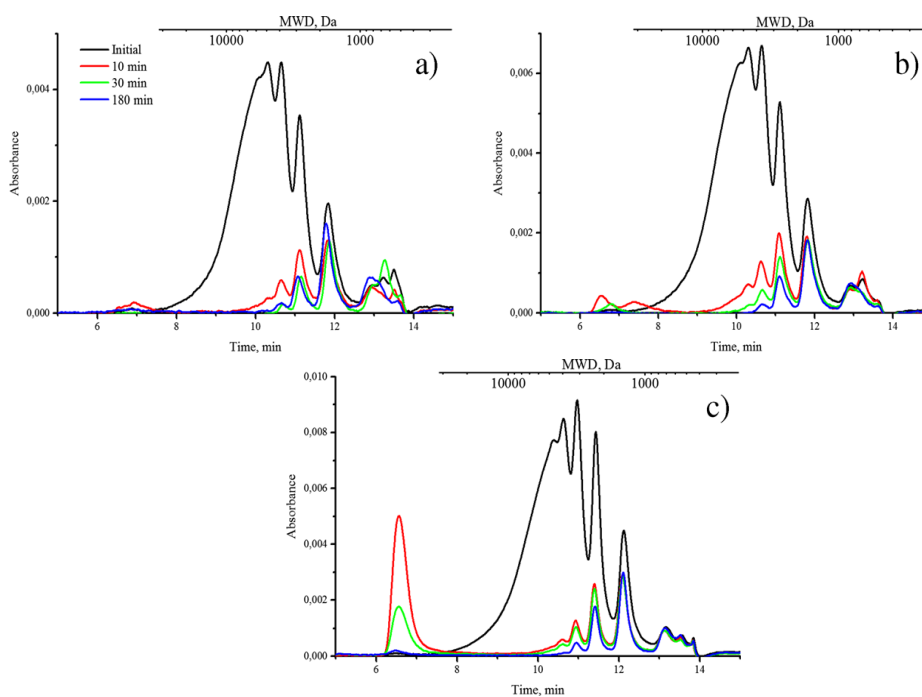 MWD, Da
10000 1000
a)
Initial
10 min
30 min
180 min
0,004
0,002
0,000
Absorbance
6 8 10 12 14
Time, min
MWD, Da
10000 1000
b)
0,006
0,004
0,002
0,000
Absorbance
6 8 10 12 14
Time, min
MWD, Da
10000 1000
c)
0,010
0,008
0,006
0,004
0,002
0,000
Absorbance
6 8 10 12 14
Time, min